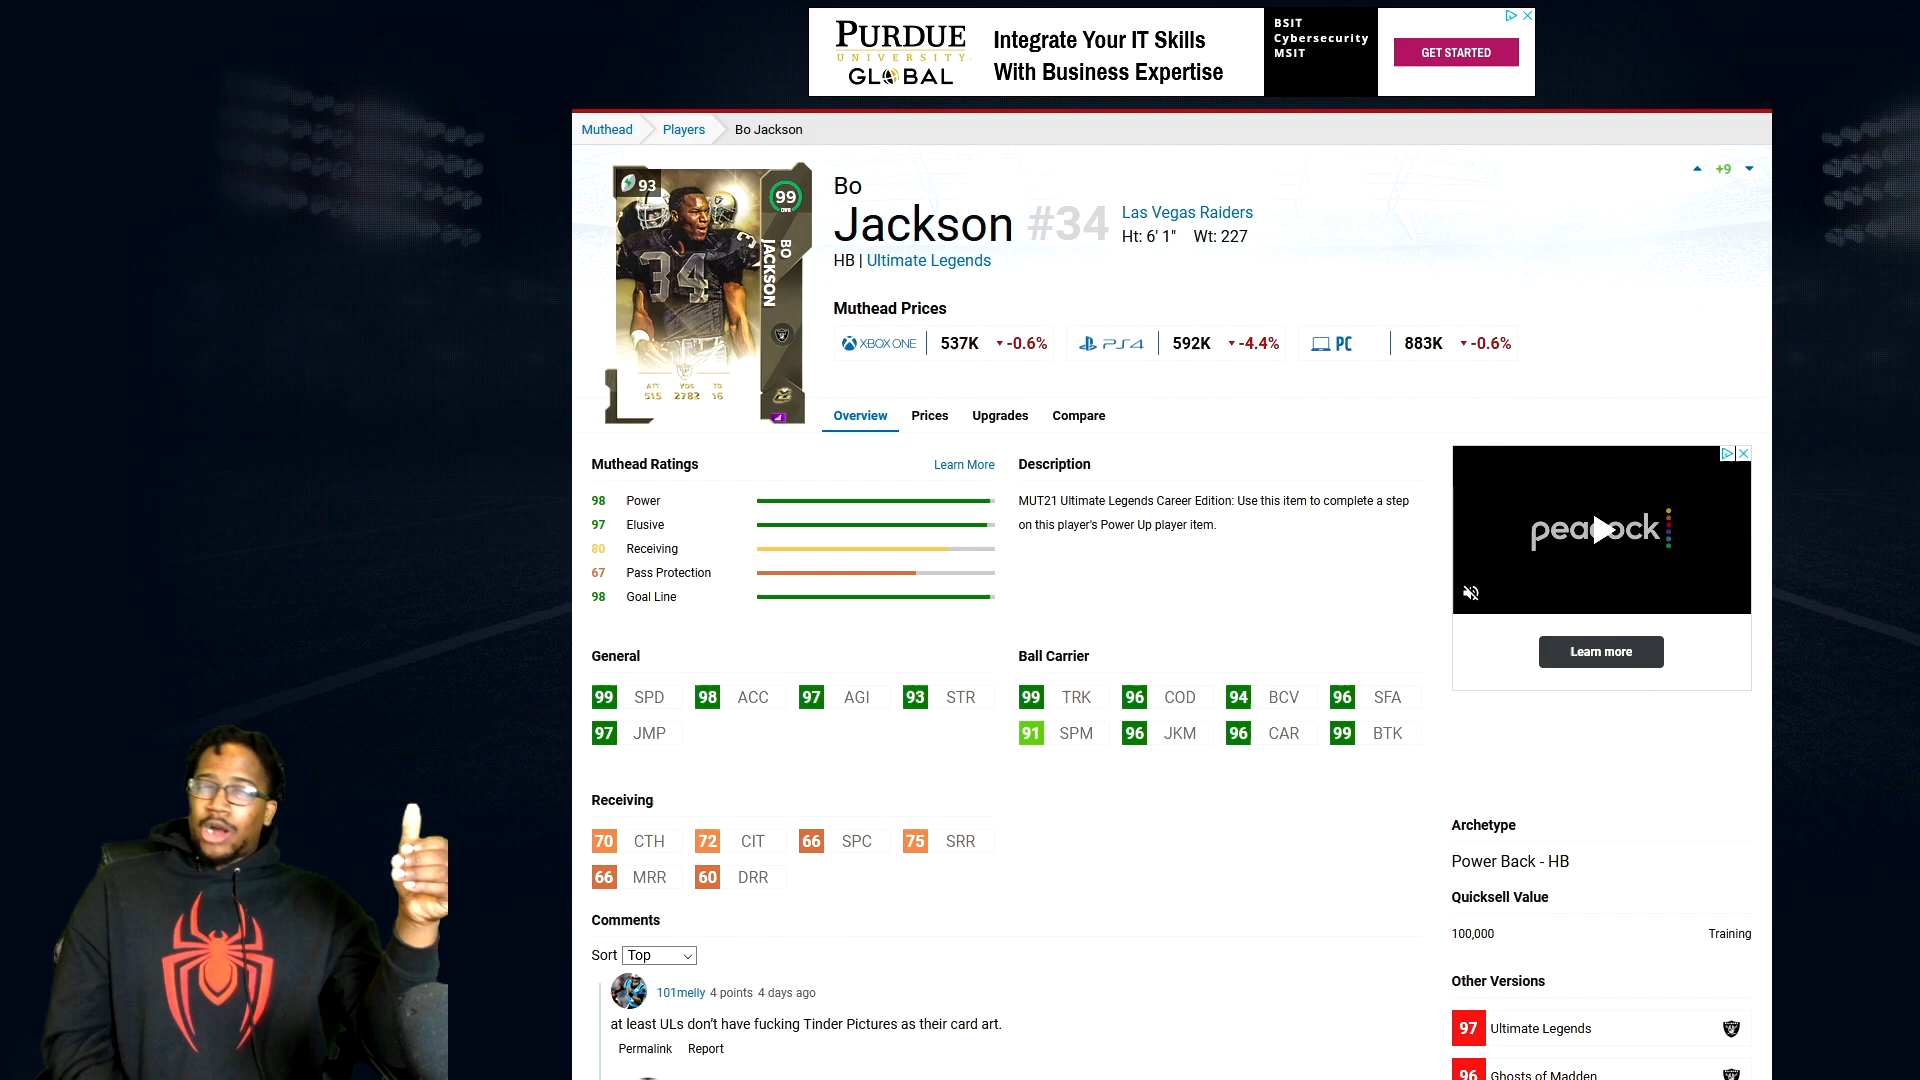 PURDUE
UNIVERSITY.
GLOBAL
Integrate Your IT Skills
With Business Expertise
BSIT
Cybersecurity
MSIT
GET STARTED
Muthead
Players
Bo Jackson
93
99
OVR
BO
JACKSON
34
ATT YDS TD
515 2782 16
Bo
Jackson #34
Las Vegas Raiders
Ht: 6' 1" Wt: 227
HB | Ultimate Legends
+9
Muthead Prices
XBOX ONE 537K -0.6%
PS4 592K -4.4%
PC 883K -0.6%
Overview Prices Upgrades Compare
Muthead Ratings Learn More
98 Power
97 Elusive
80 Receiving
67 Pass Protection
98 Goal Line
Description
MUT21 Ultimate Legends Career Edition: Use this item to complete a step
on this player's Power Up player item.
peacock
Learn more
General
99 SPD 98 ACC 97 AGI 93 STR
97 JMP
Ball Carrier
99 TRK 96 COD 94 BCV 96 SFA
91 SPM 96 JKM 96 CAR 99 BTK
Receiving
70 CTH 72 CIT 66 SPC 75 SRR
66 MRR 60 DRR
Archetype
Power Back - HB
Quicksell Value
100,000 Training
Other Versions
97 Ultimate Legends
96 Ghosts of Madden
Comments
Sort Top
101melly 4 points 4 days ago
at least ULs don’t have fucking Tinder Pictures as their card art.
Permalink Report